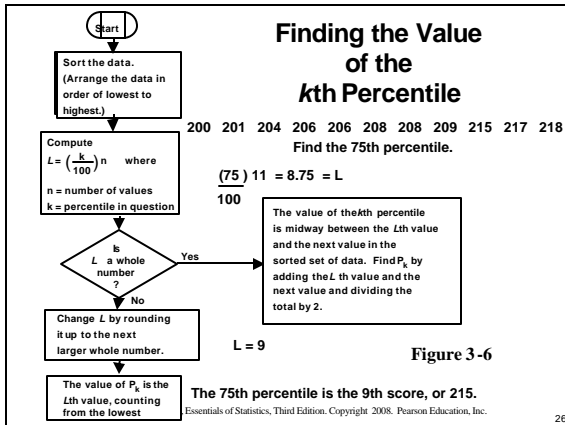 Start
Finding the Value
of the
kth Percentile
Sort the data.
(Arrange the data in
order of lowest to
highest.)
200 201 204 206 206 208 208 209 215 217 218
Find the 75th percentile.
Compute
L = (k/100) n where
n = number of values
k = percentile in question
(75) 11 = 8.75 = L
100
The value of the kth percentile
is midway between the Lth value
and the next value in the
sorted set of data. Find Pk by
adding the L th value and the
next value and dividing the
total by 2.
Is
L a whole
number
?
Yes
No
Change L by rounding
it up to the next
larger whole number.
L = 9
Figure 3-6
The value of Pk is the
Lth value, counting
from the lowest
The 75th percentile is the 9th score, or 215.
, Essentials of Statistics, Third Edition. Copyright 2008. Pearson Education, Inc.
26